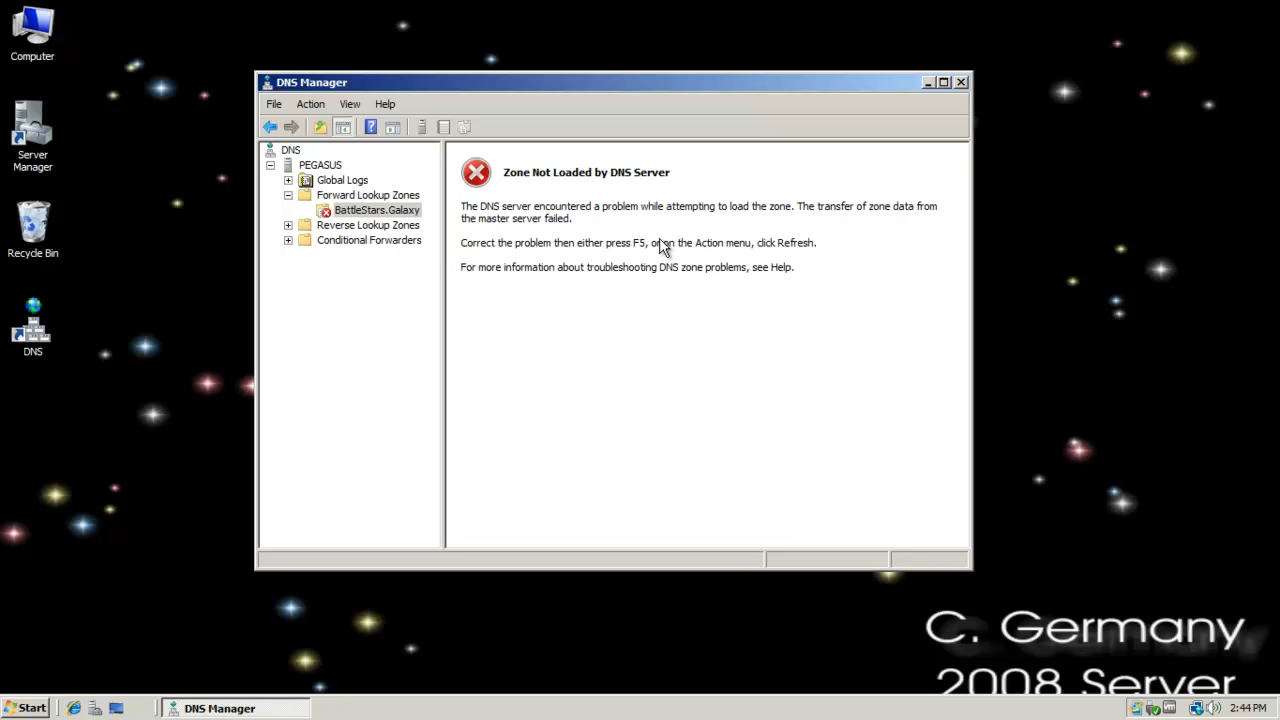 Computer
Server
Manager
Recycle Bin
DNS
DNS Manager
File Action View Help
DNS
PEGASUS
Global Logs
Forward Lookup Zones
BattleStars.Galaxy
Reverse Lookup Zones
Conditional Forwarders
Zone Not Loaded by DNS Server
The DNS server encountered a problem while attempting to load the zone. The transfer of zone data from
the master server failed.
Correct the problem then either press F5, or on the Action menu, click Refresh.
For more information about troubleshooting DNS zone problems, see Help.
C. Germany
2008 Server
Start
DNS Manager
2:44 PM